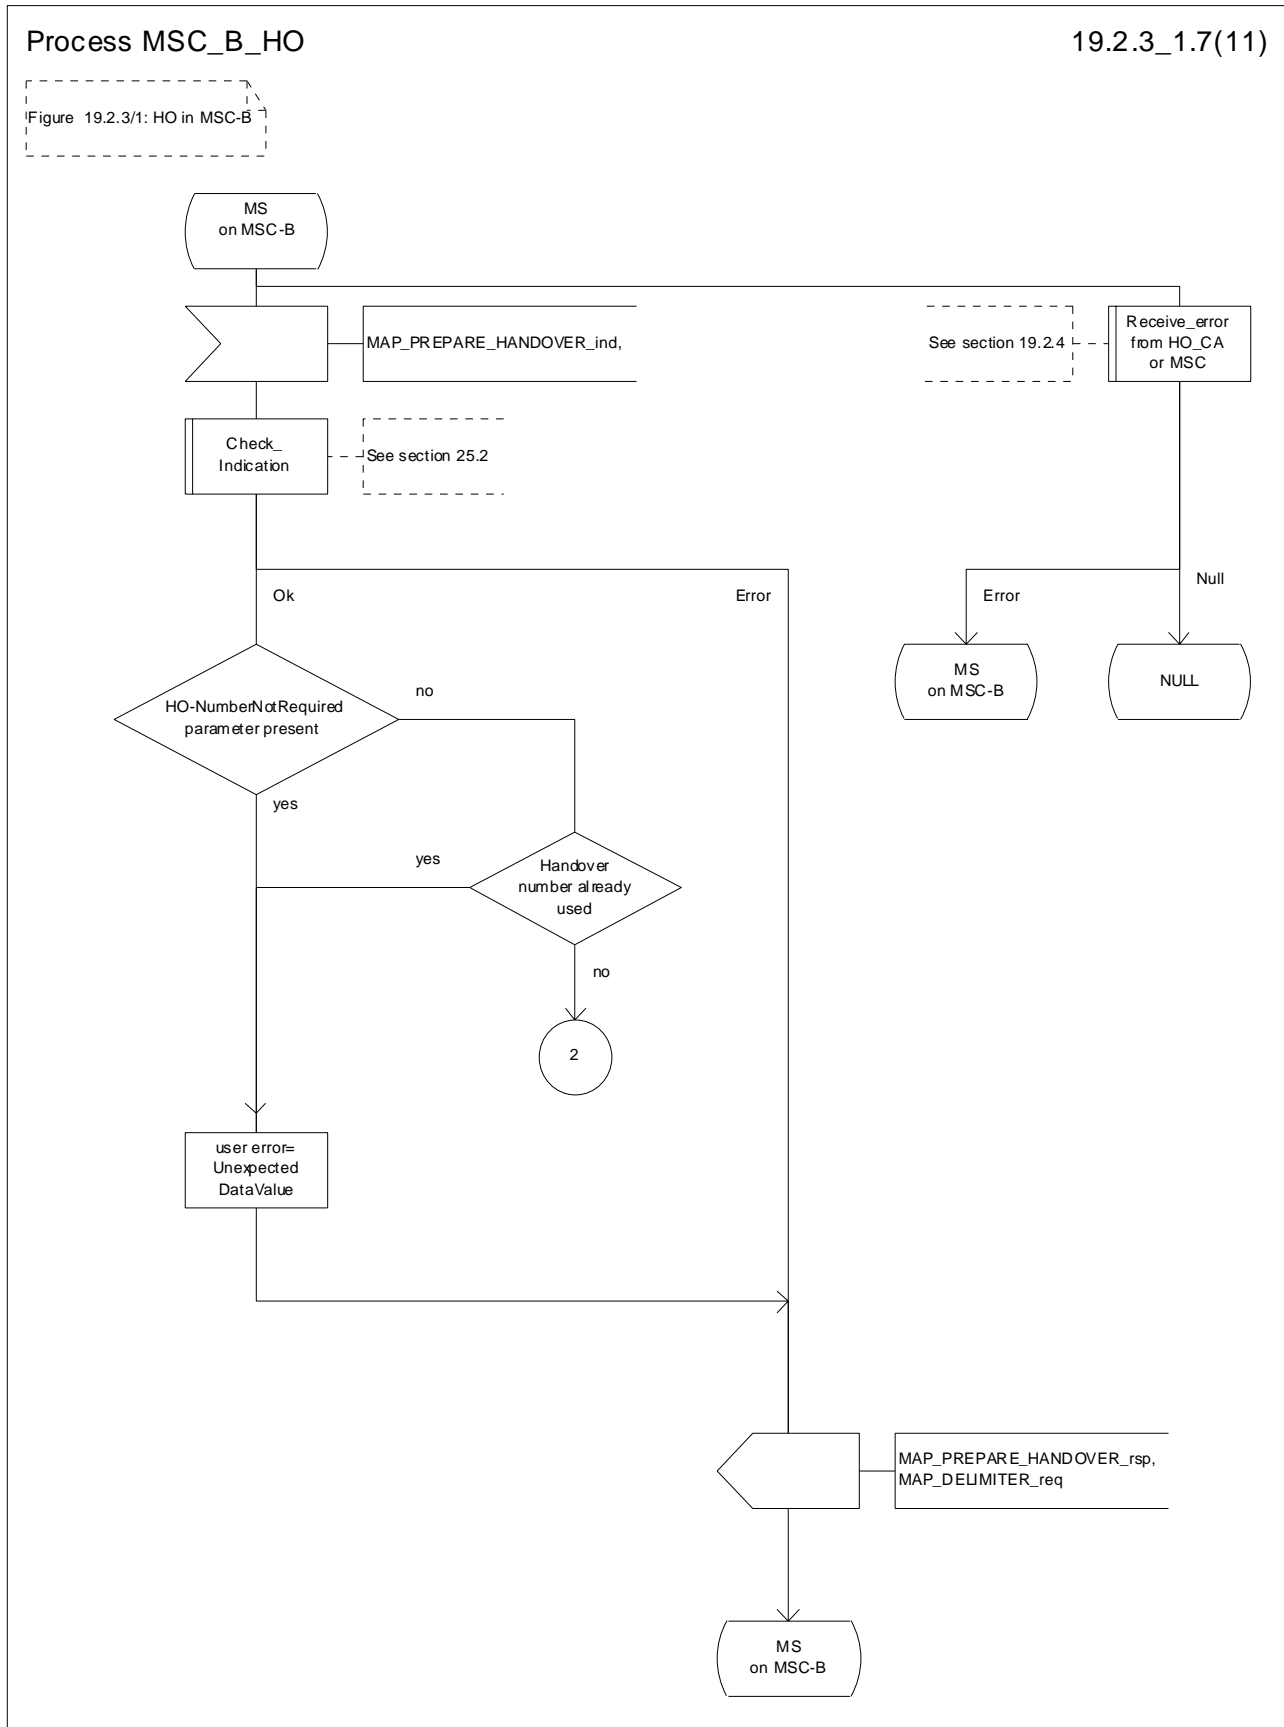 Process MSC_B_HO
19.2.3_1.7(11)
Figure 19.2.3/1: HO in MSC-B
MS
on MSC-B
MAP_PREPARE_HANDOVER_ind,
See section 19.2.4
Receive_error
from HO_CA
or MSC
Check_
Indication
See section 25.2
Ok
Error
Error
Null
MS
on MSC-B
NULL
HO-NumberNotRequired
parameter present
no
yes
yes
Handover
number already
used
no
2
user error=
Unexpected
DataValue
MAP_PREPARE_HANDOVER_rsp,
MAP_DELIMITER_req
MS
on MSC-B